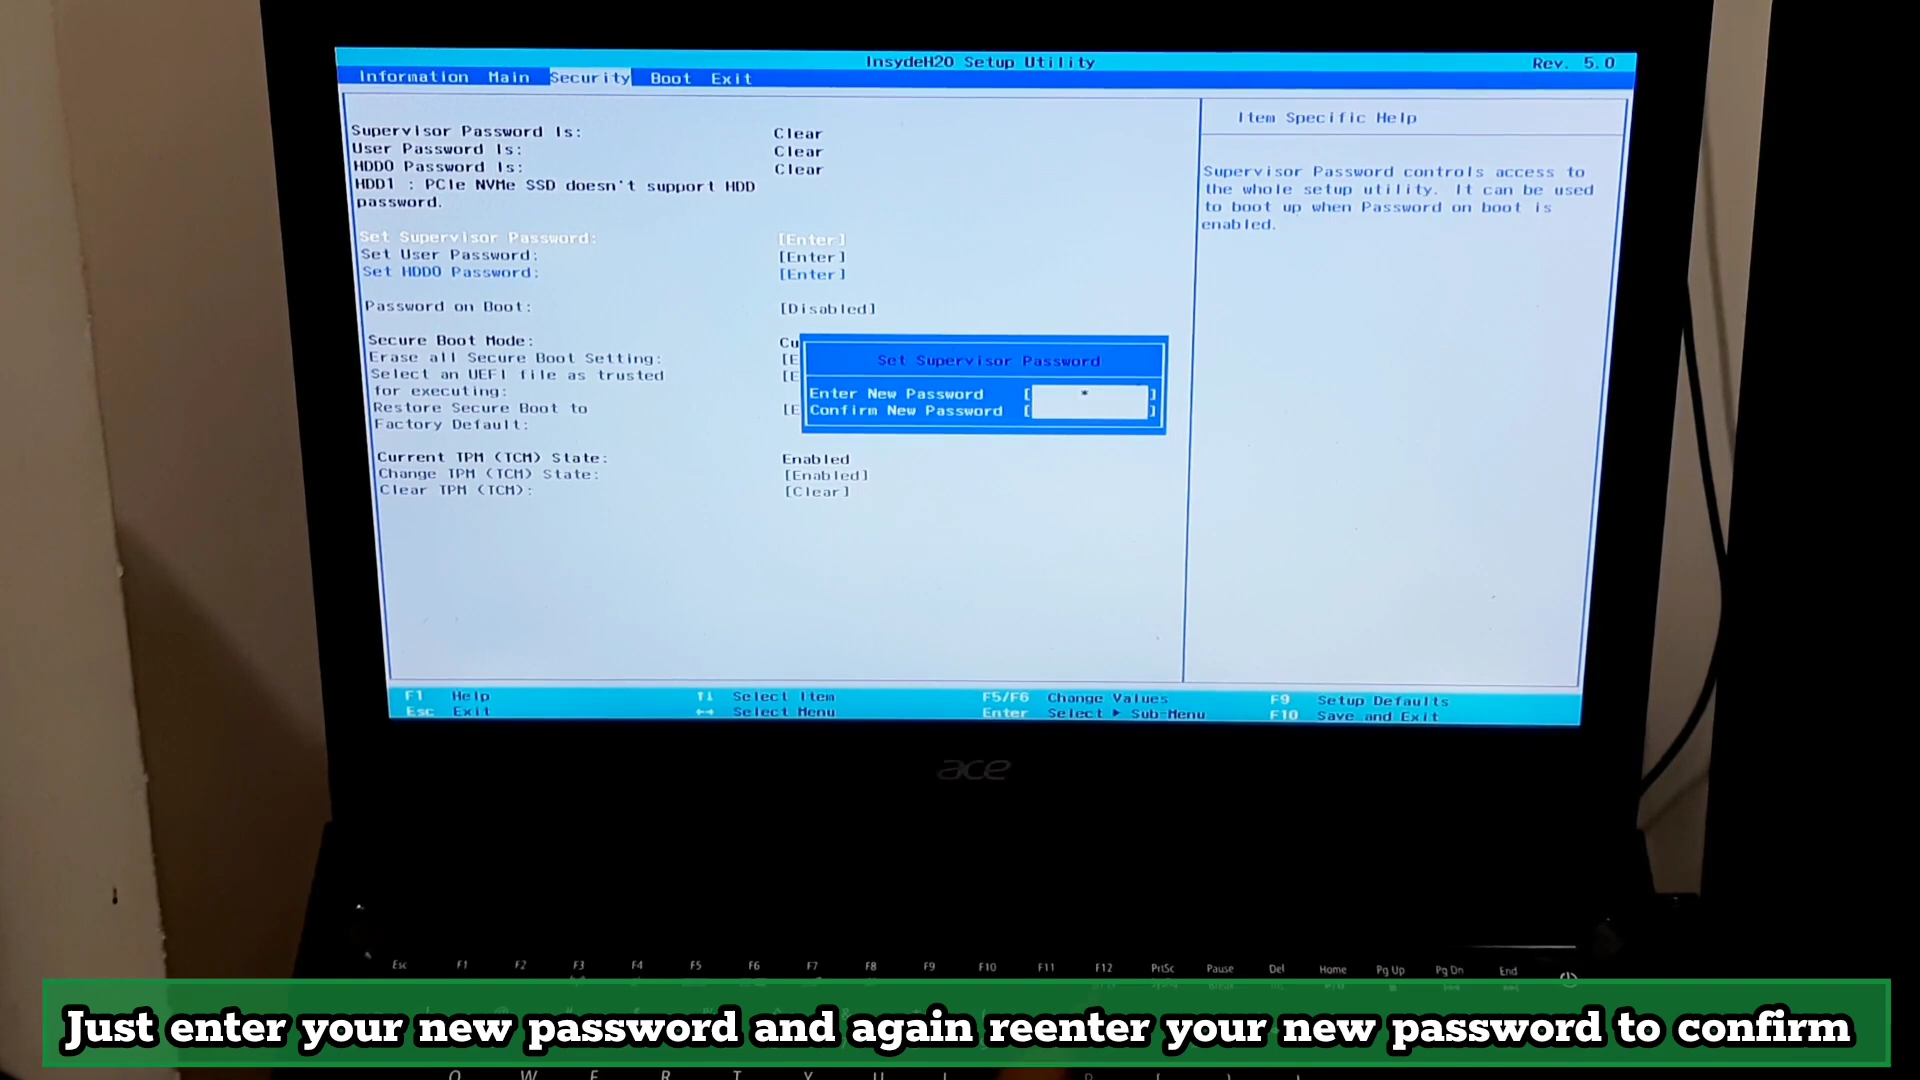 InsydeH20 Setup Utility
Rev. 5.0
Information Main Security Boot Exit
Supervisor Password Is: Clear
User Password Is: Clear
HDD0 Password Is: Clear
HDD1 : PCIe NVMe SSD doesn't support HDD
password.
Set Supervisor Password: [Enter]
Set User Password: [Enter]
Set HDD0 Password: [Enter]
Password on Boot: [Disabled]
Secure Boot Mode: Cu
Erase all Secure Boot Setting: [E
Select an UEFI file as trusted [E
for executing:
Restore Secure Boot to [E
Factory Default:
Current TPM (TCM) State: Enabled
Change TPM (TCM) State: [Enabled]
Clear TPM (TCM): [Clear]
Set Supervisor Password
Enter New Password [ * ]
Confirm New Password [ ]
Item Specific Help
Supervisor Password controls access to
the whole setup utility. It can be used
to boot up when Password on boot is
enabled.
F1 Help ↑↓ Select Item F5/F6 Change Values F9 Setup Defaults
Esc Exit ←→ Select Menu Enter Select ▶ Sub-Menu F10 Save and Exit
ace
Esc F1 F2 F3 F4 F5 F6 F7 F8 F9 F10 F11 F12 PrtSc Pause Del Home Pg Up Pg Dn End
Just enter your new password and again reenter your new password to confirm